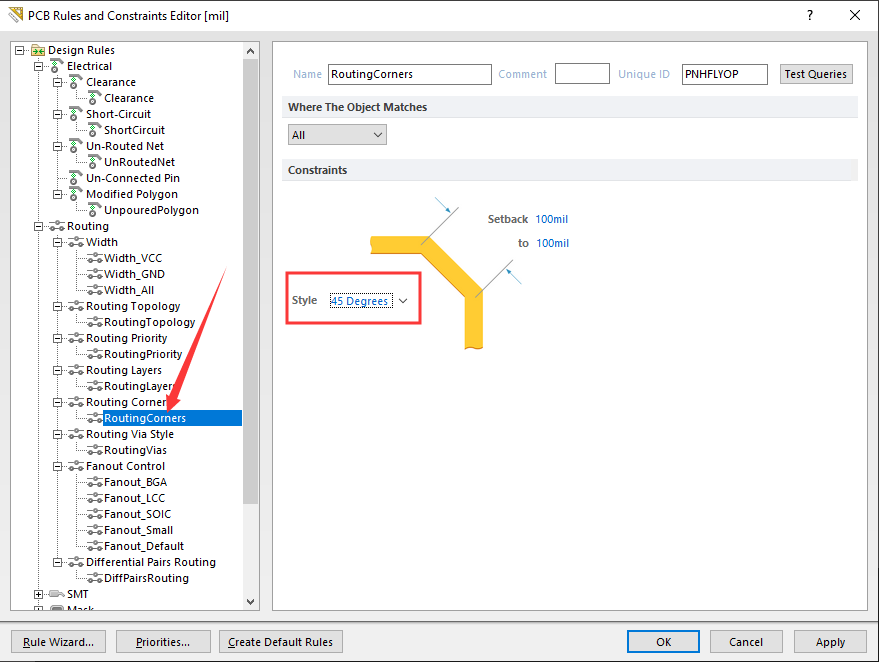 PCB Rules and Constraints Editor [mil]
?
Design Rules
Electrical
Clearance
Clearance
Short-Circuit
ShortCircuit
Un-Routed Net
UnRoutedNet
Un-Connected Pin
Modified Polygon
UnpouredPolygon
Routing
Width
Width_VCC
Width_GND
Width_All
Routing Topology
RoutingTopology
Routing Priority
RoutingPriority
Routing Layers
RoutingLayers
Routing Corners
RoutingCorners
Routing Via Style
RoutingVias
Fanout Control
Fanout_BGA
Fanout_LCC
Fanout_SOIC
Fanout_Small
Fanout_Default
Differential Pairs Routing
DiffPairsRouting
SMT
Mask
Name RoutingCorners Comment Unique ID PNHFLYOP Test Queries
Where The Object Matches
All
Constraints
Setback 100mil
to 100mil
Style 45 Degrees
Rule Wizard... Priorities... Create Default Rules OK Cancel Apply